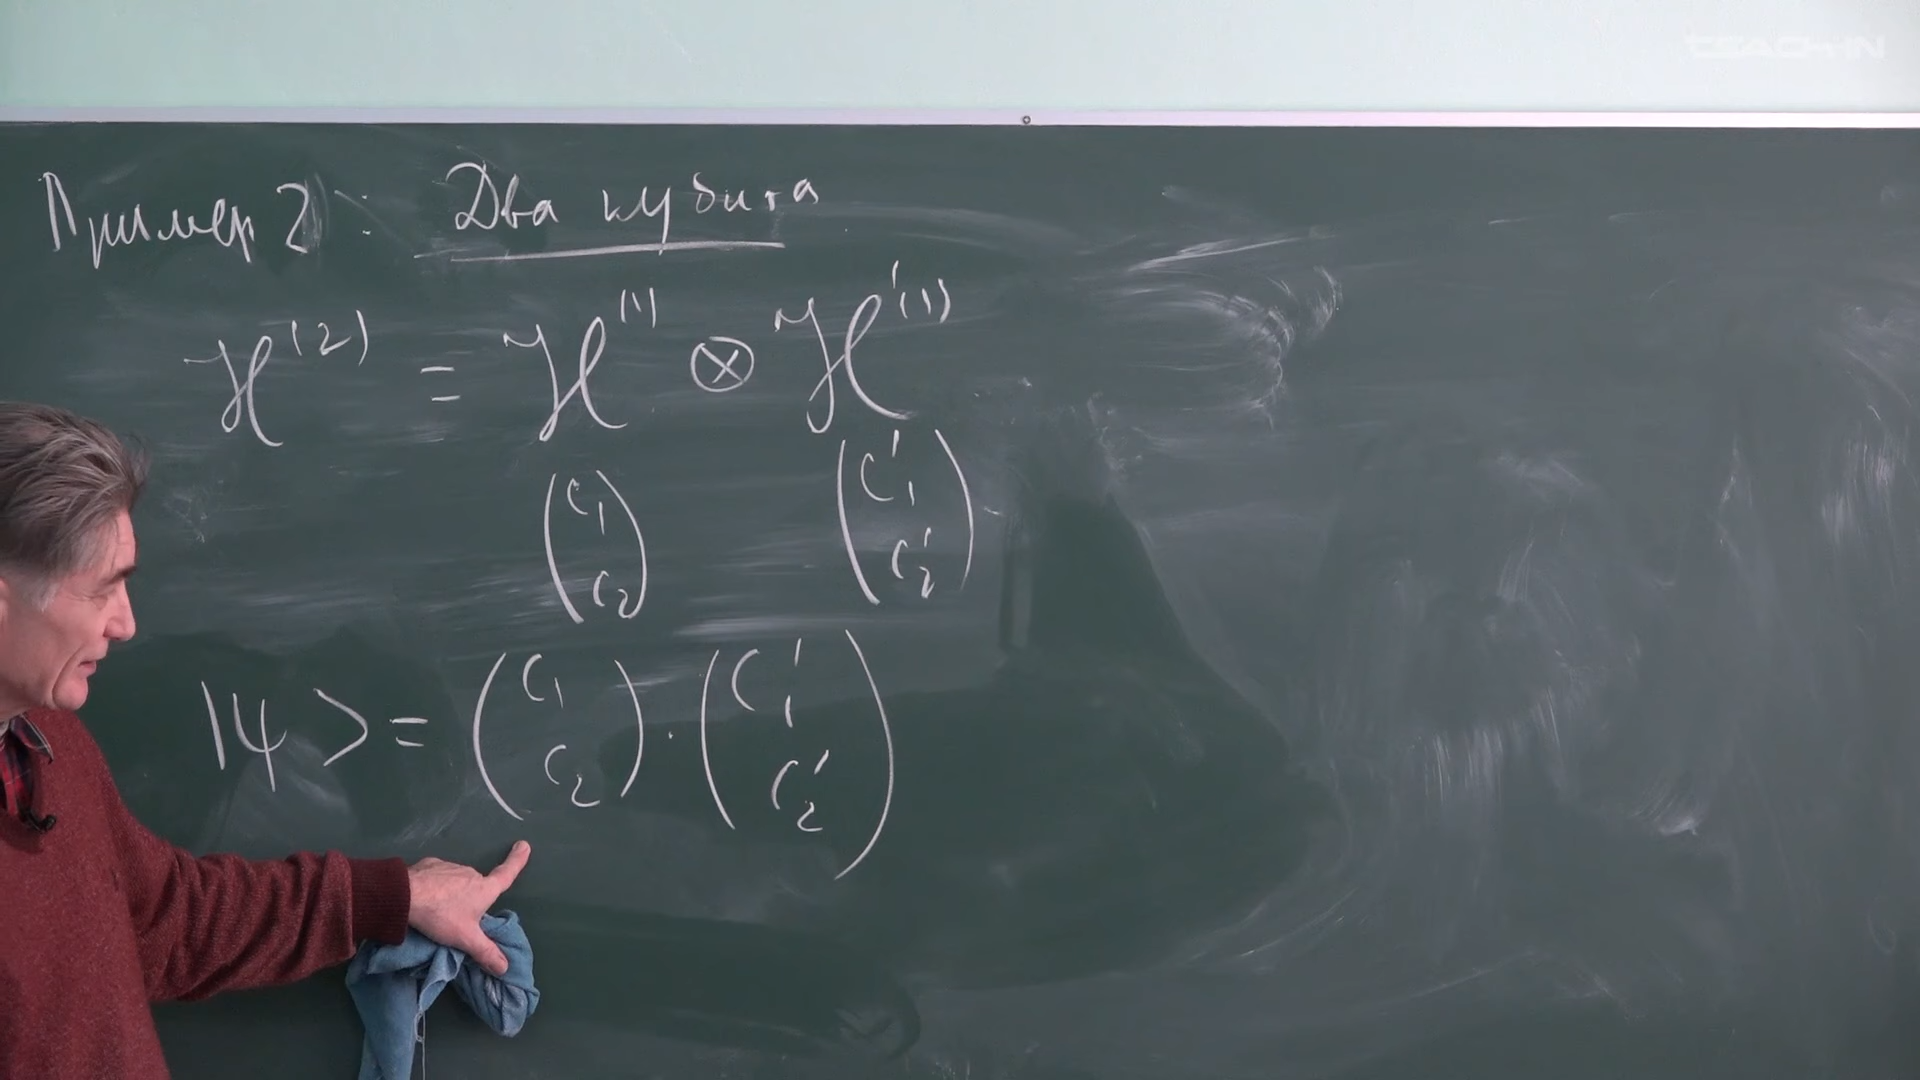 Пример 2: Два кубита
ℋ⁽²⁾ = ℋ⁽¹⁾ ⊗ ℋ'⁽¹⁾
(C₁ C₂) (C'₁ C'₂)
|ψ> = (C₁ C₂) · (C'₁ C'₂)